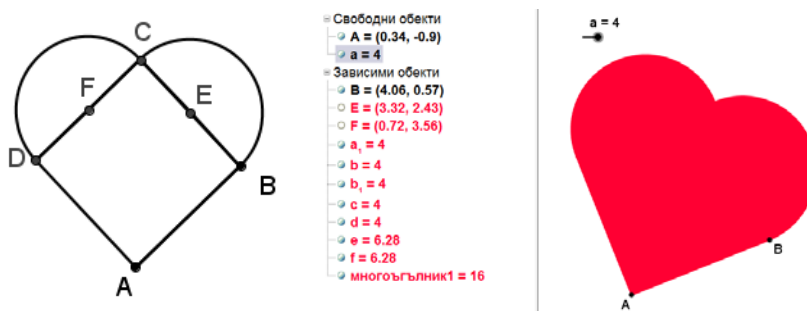 C
F
E
D
B
A
Свободни обекти
A = (0.34, -0.9)
a = 4
Зависими обекти
B = (4.06, 0.57)
E = (3.32, 2.43)
F = (0.72, 3.56)
a₁ = 4
b = 4
b₁ = 4
c = 4
d = 4
e = 6.28
f = 6.28
многоъгълник1 = 16
a = 4
B
A